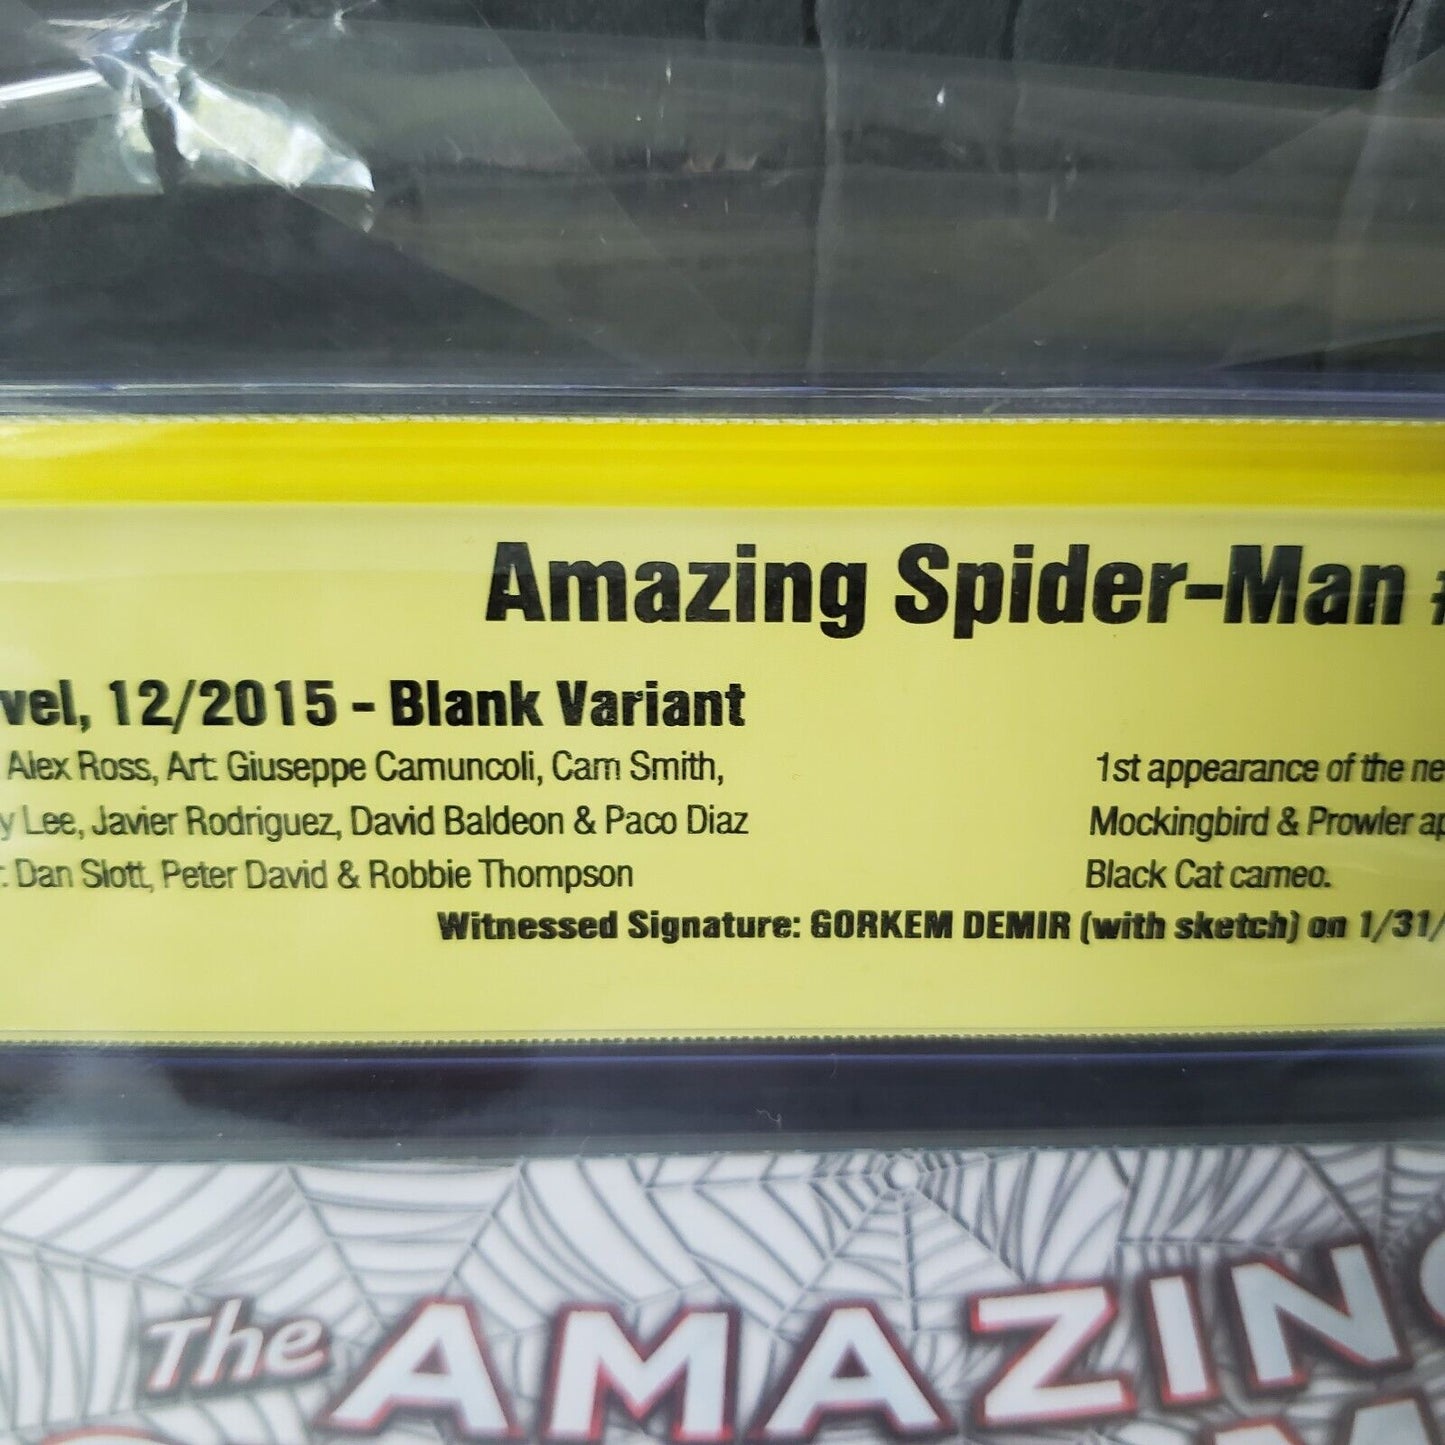 Amazing Spider-Man #
vel, 12/2015 - Blank Variant
Alex Ross, Art: Giuseppe Camuncoli, Cam Smith,
y Lee, Javier Rodriguez, David Baldeon & Paco Diaz
: Dan Slott, Peter David & Robbie Thompson
1st appearance of the ne
Mockingbird & Prowler ap
Black Cat cameo.
Witnessed Signature: GORKEM DEMIR (with sketch) on 1/31/
The AMAZIN